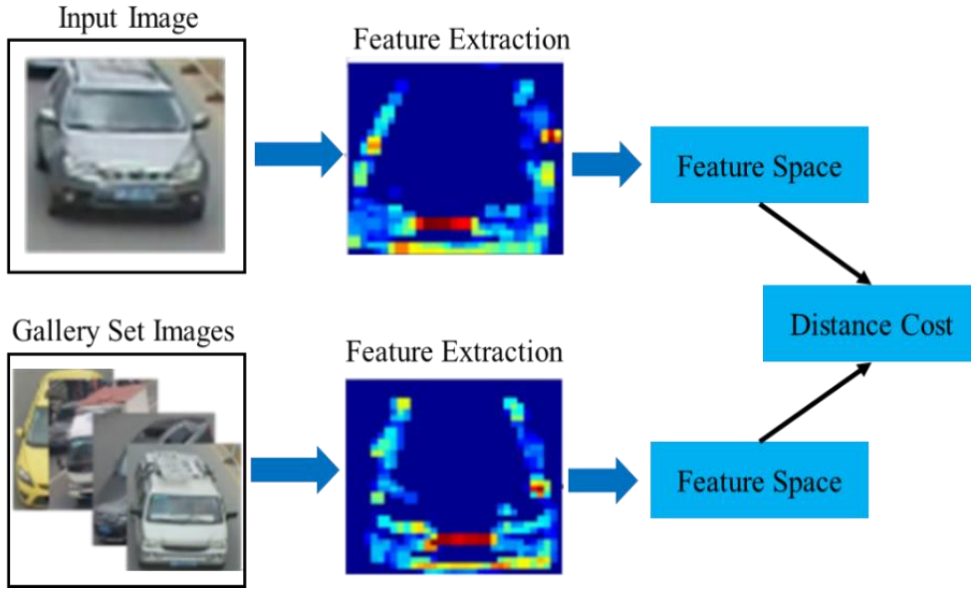 Input Image
Feature Extraction
Feature Space
Distance Cost
Gallery Set Images
Feature Extraction
Feature Space